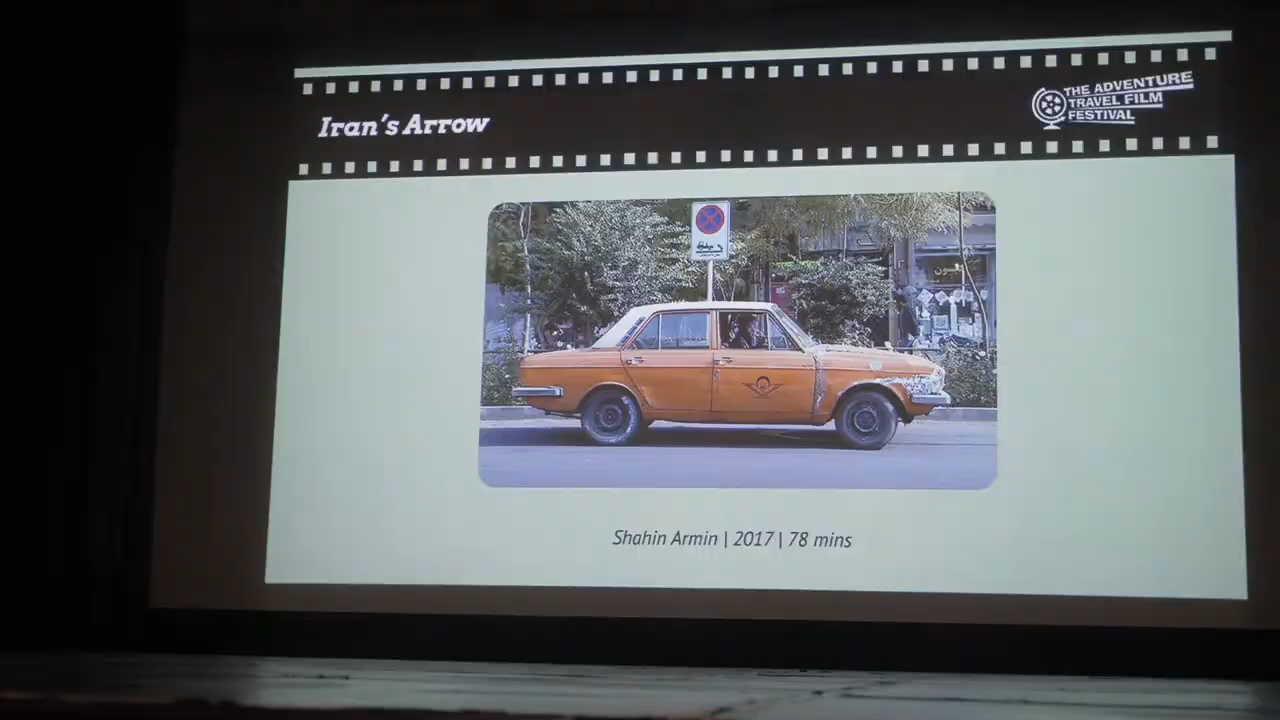 Iran's Arrow
THE ADVENTURE
TRAVEL FILM
FESTIVAL
Shahin Armin | 2017 | 78 mins